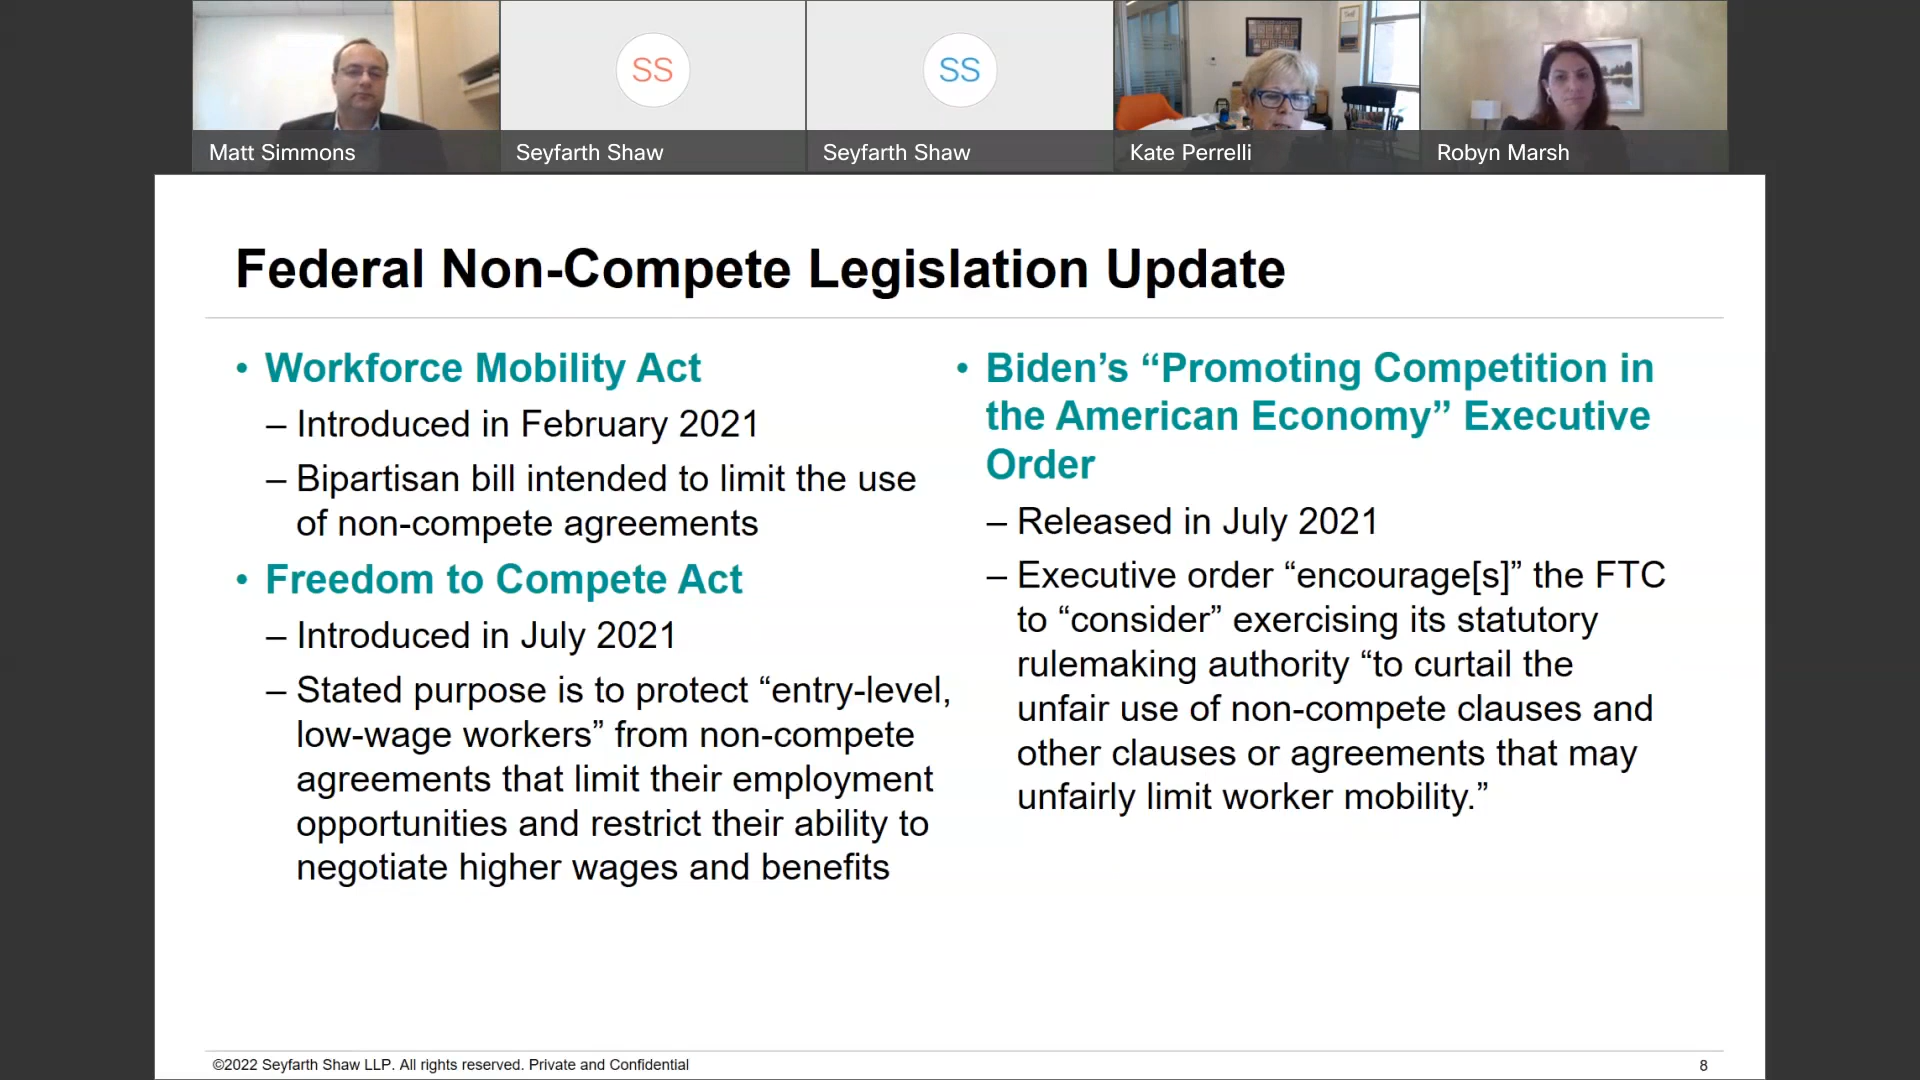 SS
SS
Matt Simmons
Seyfarth Shaw
Seyfarth Shaw
Kate Perrelli
Robyn Marsh
Federal Non-Compete Legislation Update
• Workforce Mobility Act
– Introduced in February 2021
– Bipartisan bill intended to limit the use
of non-compete agreements
• Freedom to Compete Act
– Introduced in July 2021
– Stated purpose is to protect “entry-level,
low-wage workers” from non-compete
agreements that limit their employment
opportunities and restrict their ability to
negotiate higher wages and benefits
• Biden’s “Promoting Competition in
the American Economy” Executive
Order
– Released in July 2021
– Executive order “encourage[s]” the FTC
to “consider” exercising its statutory
rulemaking authority “to curtail the
unfair use of non-compete clauses and
other clauses or agreements that may
unfairly limit worker mobility.”
©2022 Seyfarth Shaw LLP. All rights reserved. Private and Confidential
8